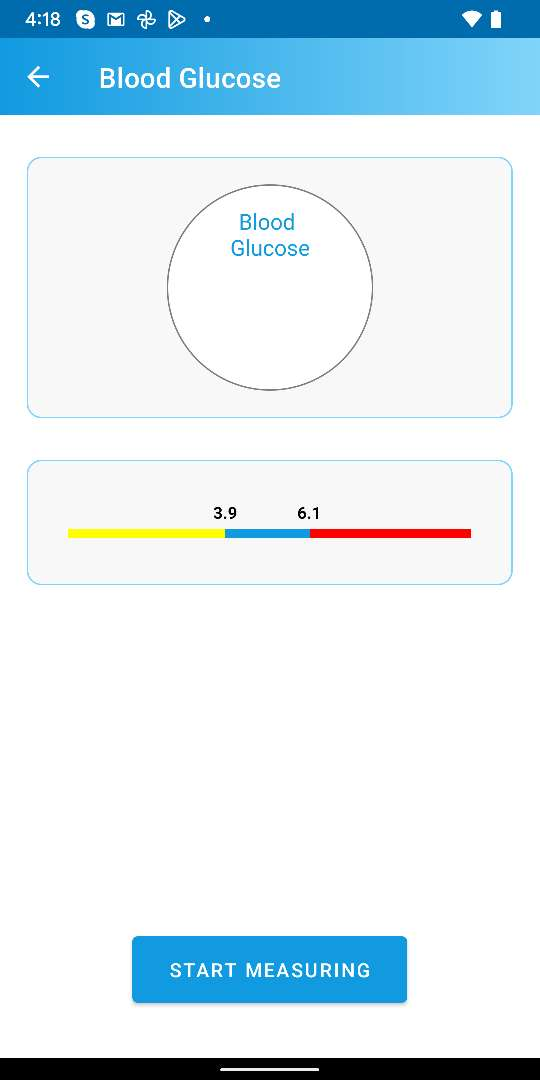 4:18
Blood Glucose
Blood
Glucose
3.9 6.1
START MEASURING